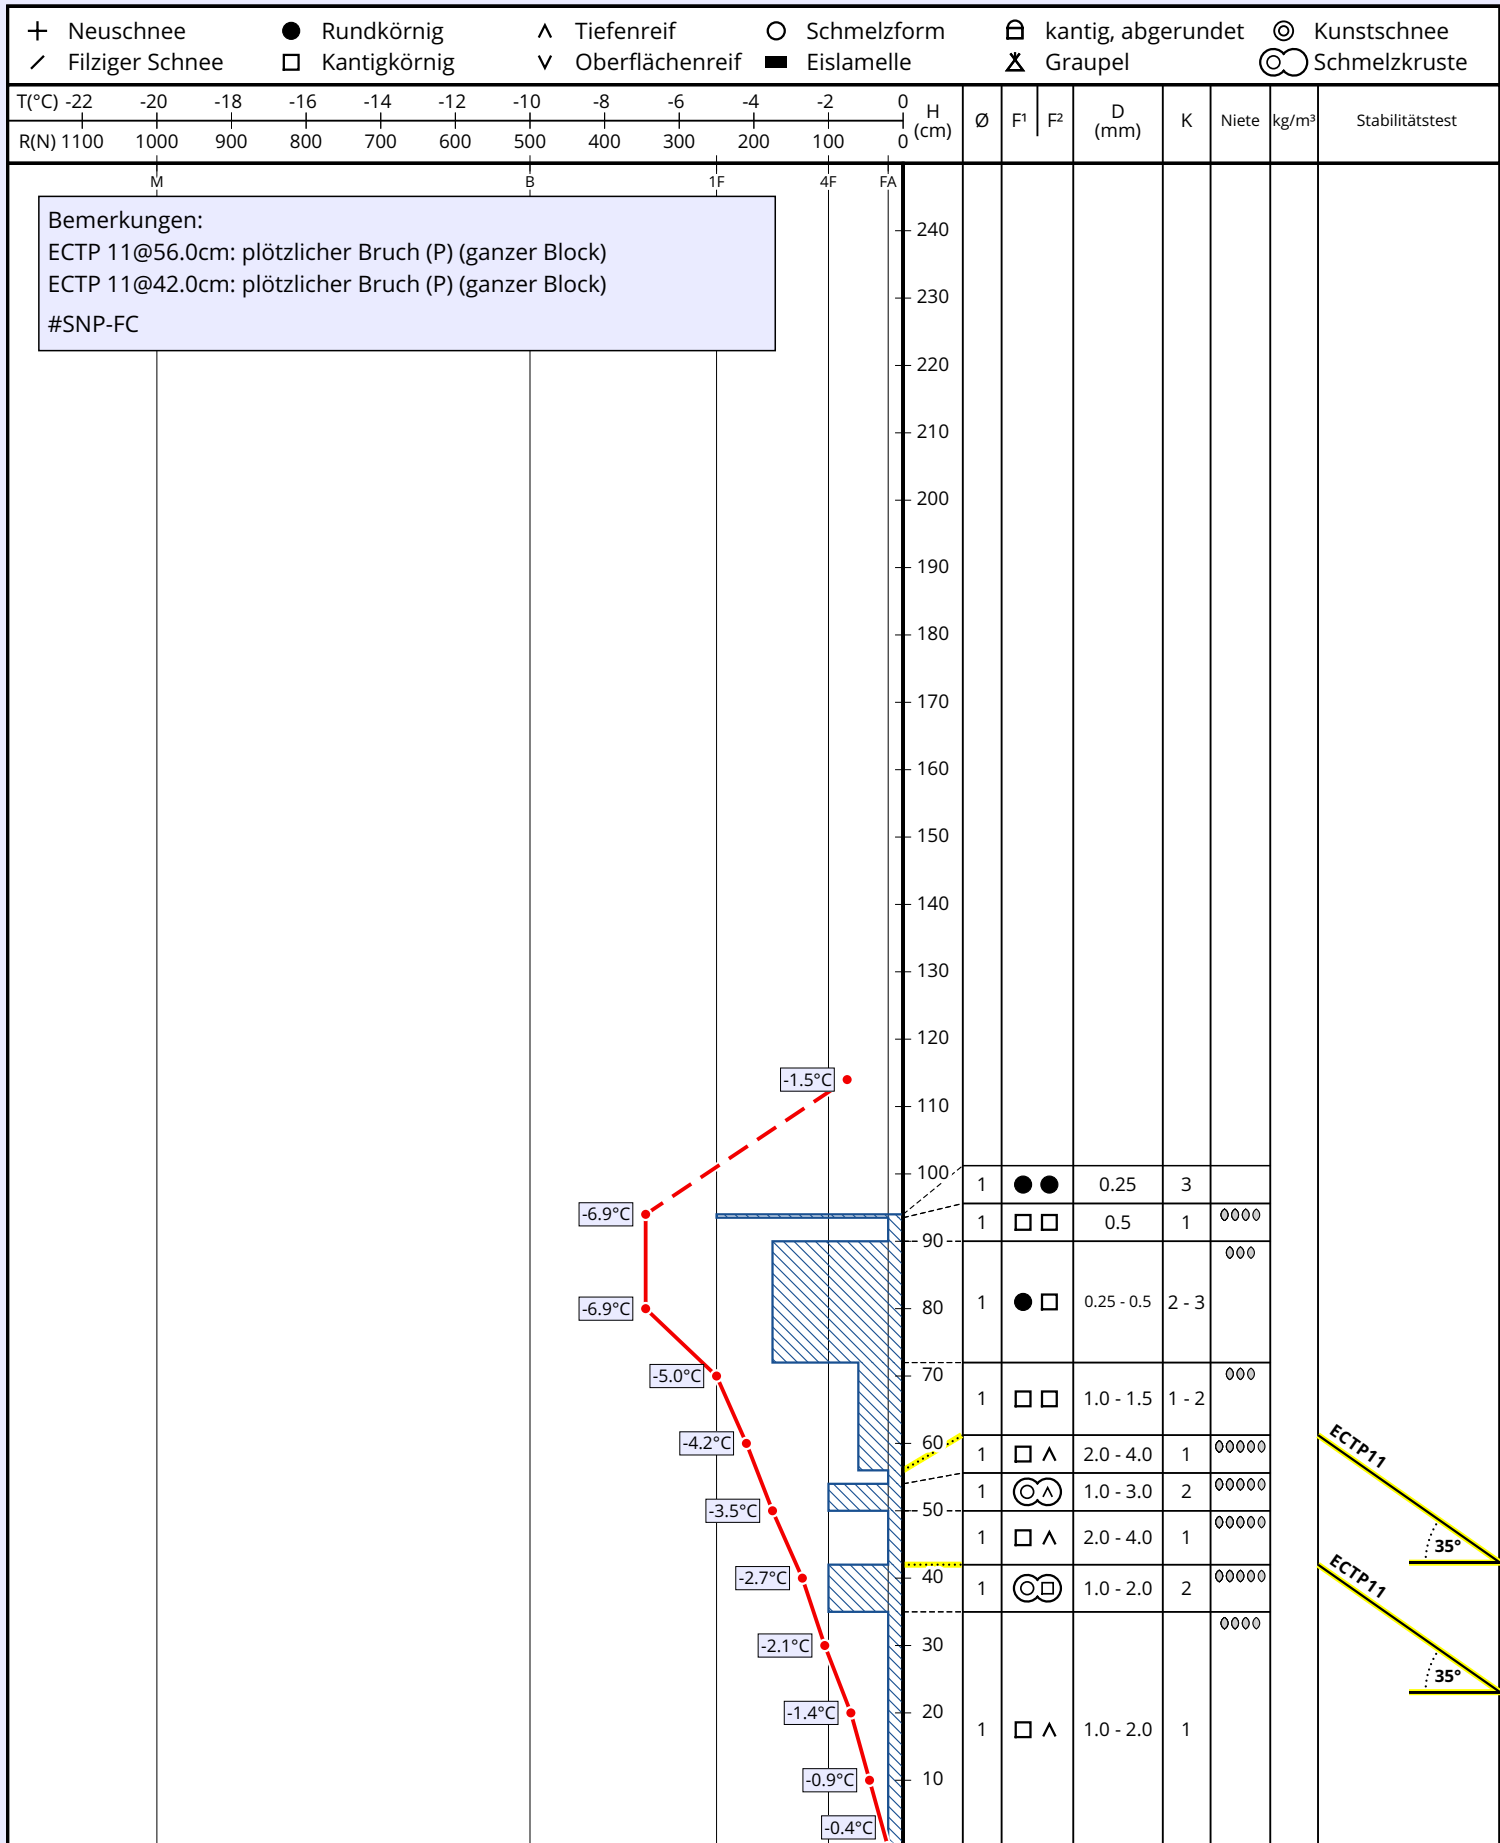 Neuschnee Rundkörnig Tiefenreif Schmelzform kantig, abgerundet Kunstschnee
Filziger Schnee Kantigkörnig Oberflächenreif Eislamelle Graupel Schmelzkruste
T(°C) -22 -20 -18 -16 -14 -12 -10 -8 -6 -4 -2 0
R(N) 1100 1000 900 800 700 600 500 400 300 200 100 0
H (cm) Ø F¹ F² D (mm) K Niete kg/m³ Stabilitätstest
M B 1F 4F FA
Bemerkungen:
ECTP 11@56.0cm: plötzlicher Bruch (P) (ganzer Block)
ECTP 11@42.0cm: plötzlicher Bruch (P) (ganzer Block)
#SNP-FC
240
230
220
210
200
190
180
170
160
150
140
130
120
-1.5°C
110
100
1 0.25 3
-6.9°C
1 0.5 1
90
-6.9°C 80 1 0.25 - 0.5 2 - 3
-5.0°C 70
1 1.0 - 1.5 1 - 2
-4.2°C 60
1 2.0 - 4.0 1 ECTP11
1 1.0 - 3.0 2
-3.5°C 50
1 2.0 - 4.0 1 35°
-2.7°C 40
1 1.0 - 2.0 2 ECTP11
-2.1°C 30
35°
-1.4°C 20
1 1.0 - 2.0 1
-0.9°C 10
-0.4°C